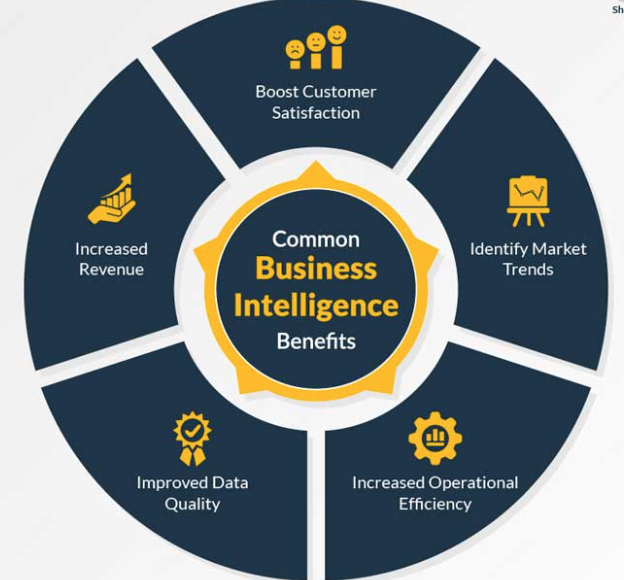 Sh
Boost Customer
Satisfaction
Increased
Revenue
Identify Market
Trends
Common
Business
Intelligence
Benefits
Improved Data
Quality
Increased Operational
Efficiency